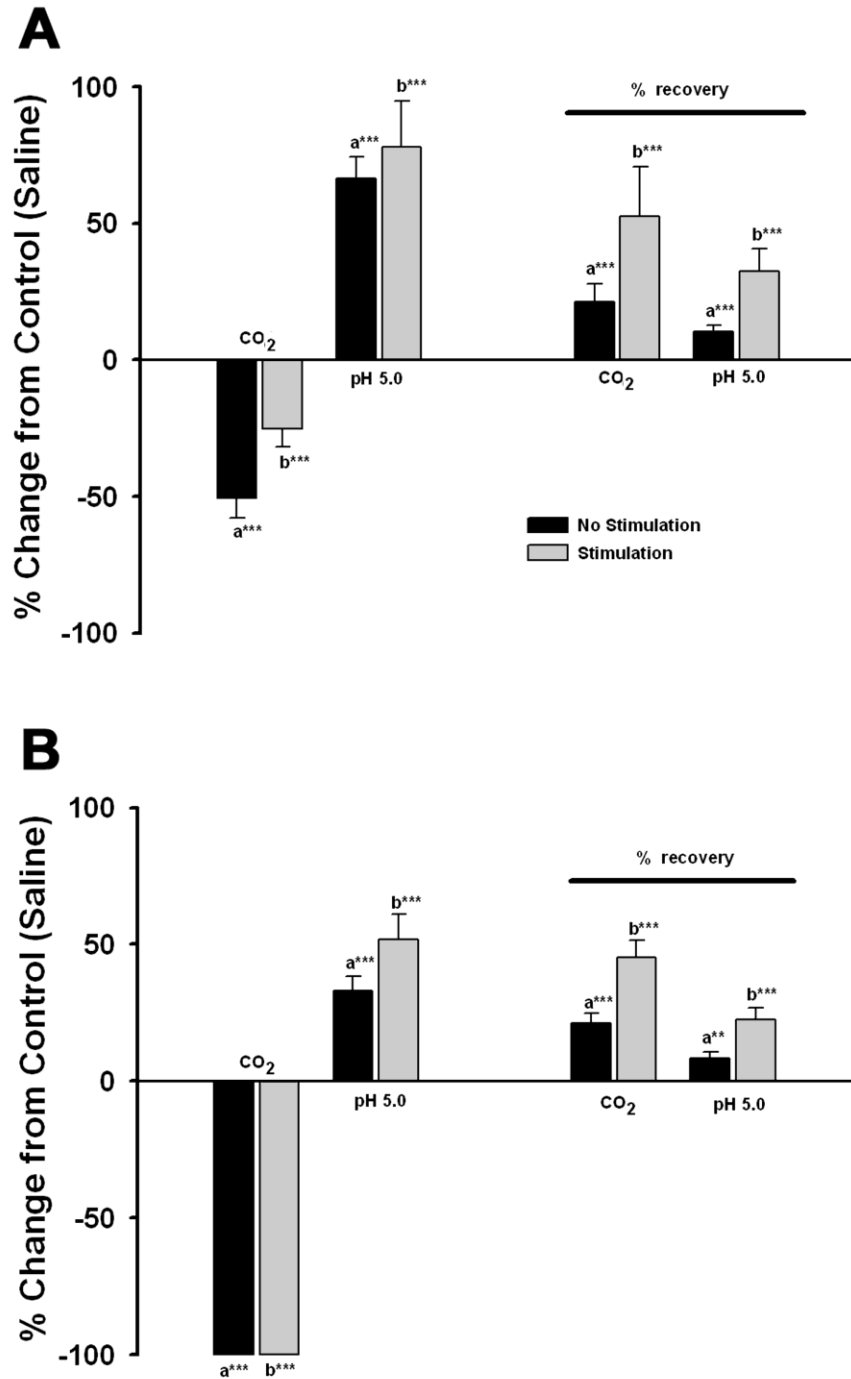 A
% Change from Control (Saline)
100
50
0
-50
-100
% recovery
b***
a***
b***
a***
b***
a***
CO2
pH 5.0
CO2
pH 5.0
b***
a***
No Stimulation
Stimulation
B
% Change from Control (Saline)
100
50
0
-50
-100
% recovery
b***
a***
b***
a***
b***
a**
CO2
pH 5.0
CO2
pH 5.0
a***
b***